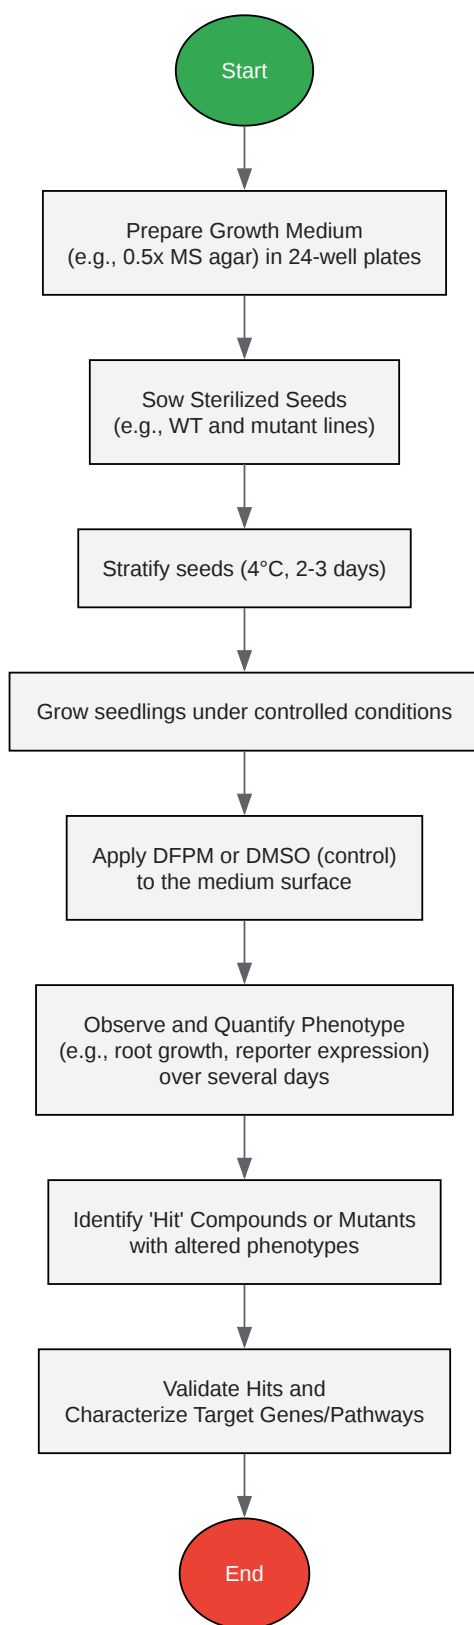 Start
Prepare Growth Medium
(e.g., 0.5x MS agar) in 24-well plates
Sow Sterilized Seeds
(e.g., WT and mutant lines)
Stratify seeds (4°C, 2-3 days)
Grow seedlings under controlled conditions
Apply DFPM or DMSO (control)
to the medium surface
Observe and Quantify Phenotype
(e.g., root growth, reporter expression)
over several days
Identify 'Hit' Compounds or Mutants
with altered phenotypes
Validate Hits and
Characterize Target Genes/Pathways
End